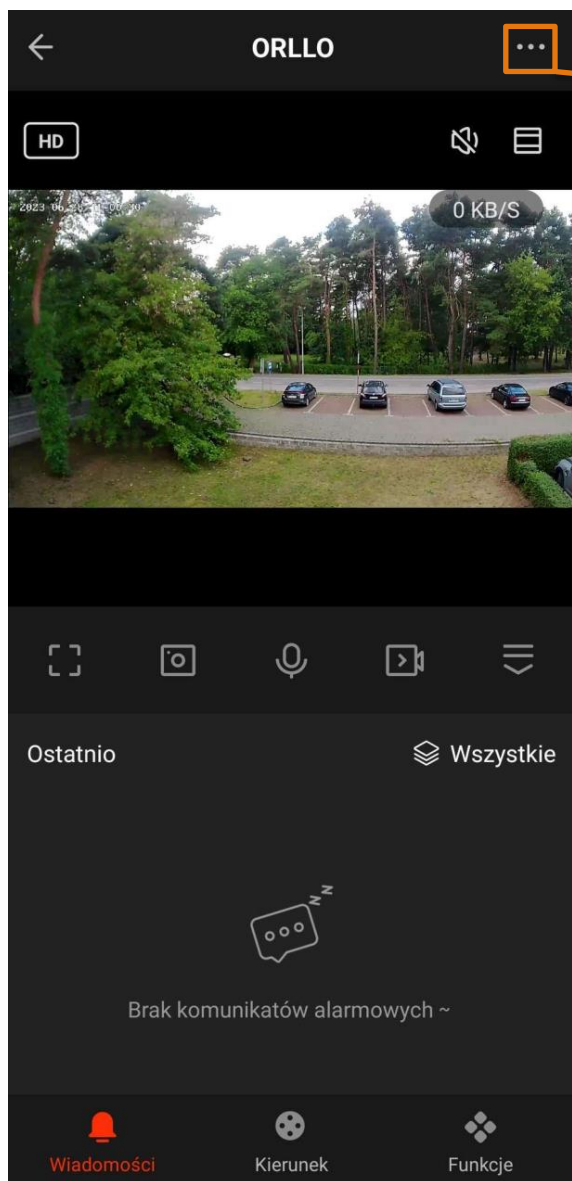 ORLLO
HD
0 KB/S
Ostatnio
Wszystkie
Brak komunikatów alarmowych ~
Wiadomości
Kierunek
Funkcje